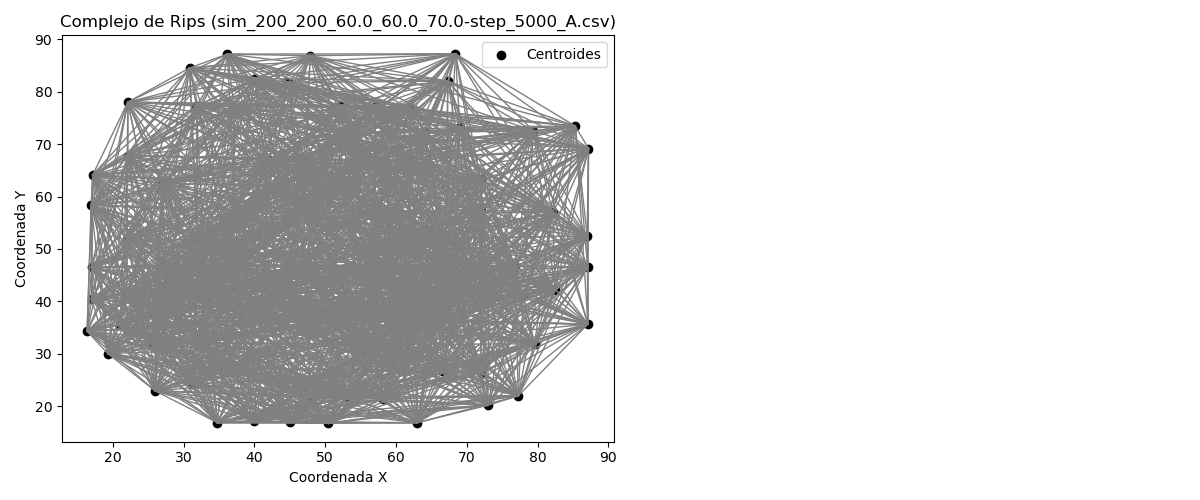 Complejo de Rips (sim_200_200_60.0_60.0_70.0-step_5000_A.csv)
Centroides
90
80
70
60
50
40
30
20
Coordenada Y
20 30 40 50 60 70 80 90
Coordenada X